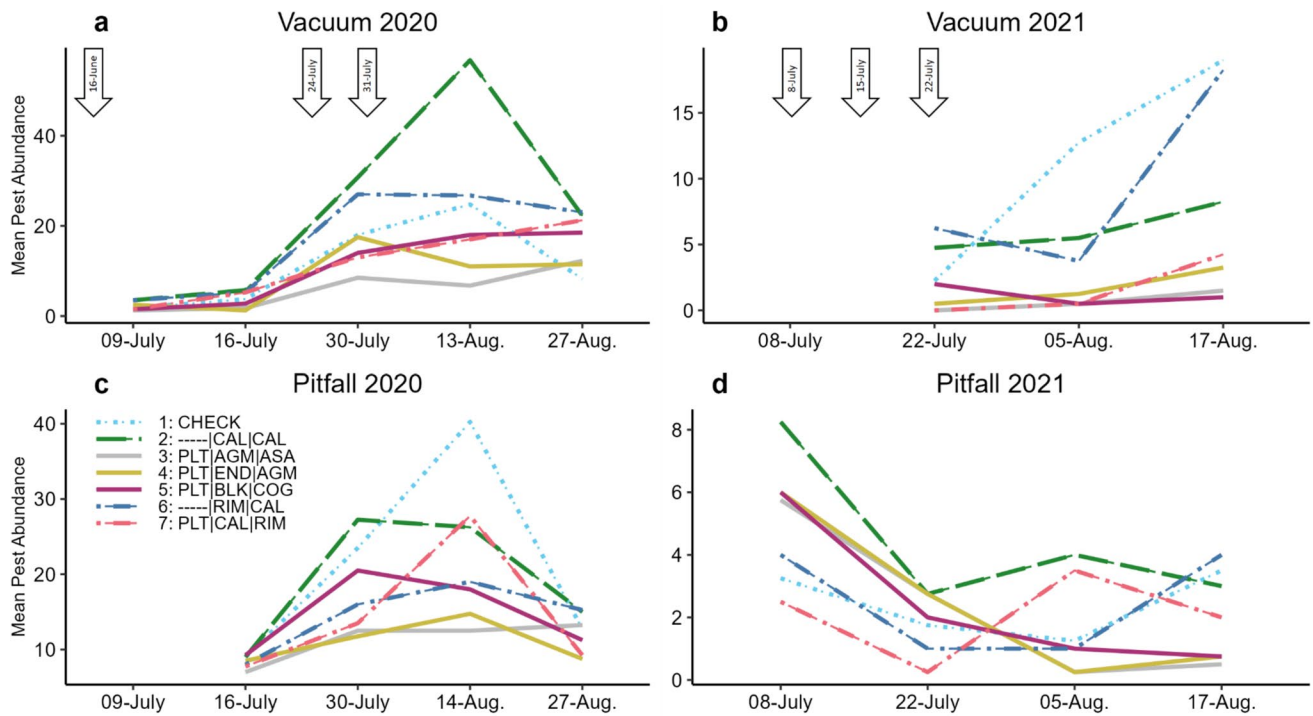 a Vacuum 2020
16-June
24-July
31-July
Mean Pest Abundance
40
20
0
09-July 16-July 30-July 13-Aug. 27-Aug.
b Vacuum 2021
8-July
15-July
22-July
15
10
5
0
08-July 22-July 05-Aug. 17-Aug.
c Pitfall 2020
Mean Pest Abundance
40
30
20
10
1: CHECK
2: -----|CAL|CAL
3: PLT|AGM|ASA
4: PLT|END|AGM
5: PLT|BLK|COG
6: -----|RIM|CAL
7: PLT|CAL|RIM
09-July 16-July 30-July 14-Aug. 27-Aug.
d Pitfall 2021
8
6
4
2
0
08-July 22-July 05-Aug. 17-Aug.